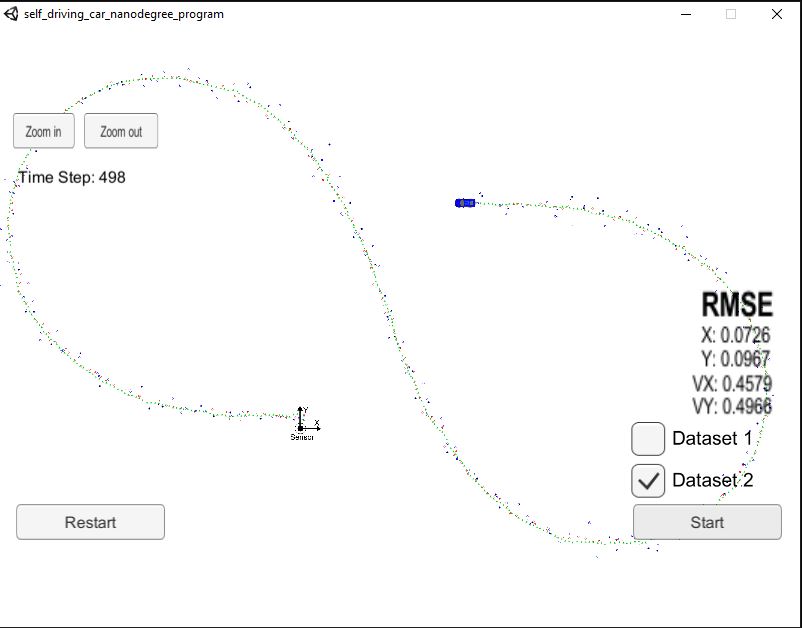 self_driving_car_nanodegree_program
Zoom in
Zoom out
Time Step: 498
RMSE
X: 0.0726
Y: 0.0967
VX: 0.4579
VY: 0.4966
Y
X
Sensor
Dataset 1
Dataset 2
Restart
Start